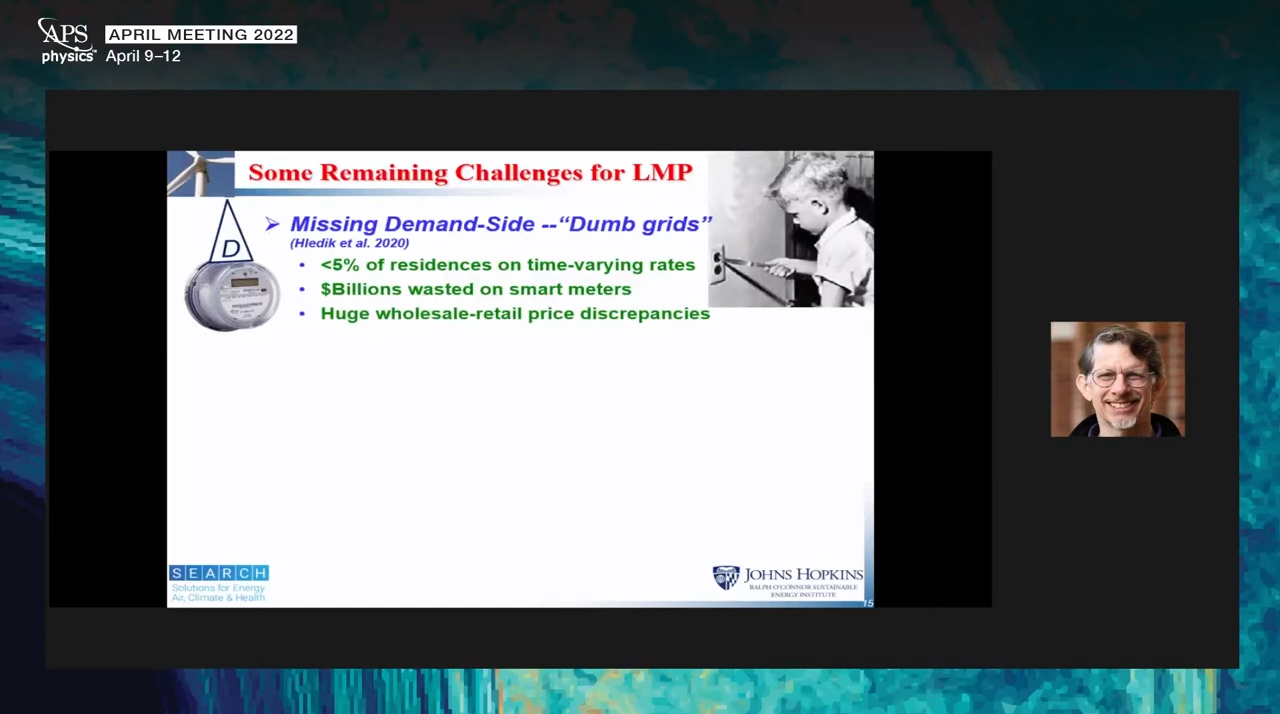 APS
physics
APRIL MEETING 2022
April 9–12
Some Remaining Challenges for LMP
➢ Missing Demand-Side --“Dumb grids”
(Hledik et al. 2020)
D
• <5% of residences on time-varying rates
• $Billions wasted on smart meters
• Huge wholesale-retail price discrepancies
SEARCH
Solutions for Energy
Air, Climate & Health
JOHNS HOPKINS
RALPH O'CONNOR SUSTAINABLE
ENERGY INSTITUTE
15